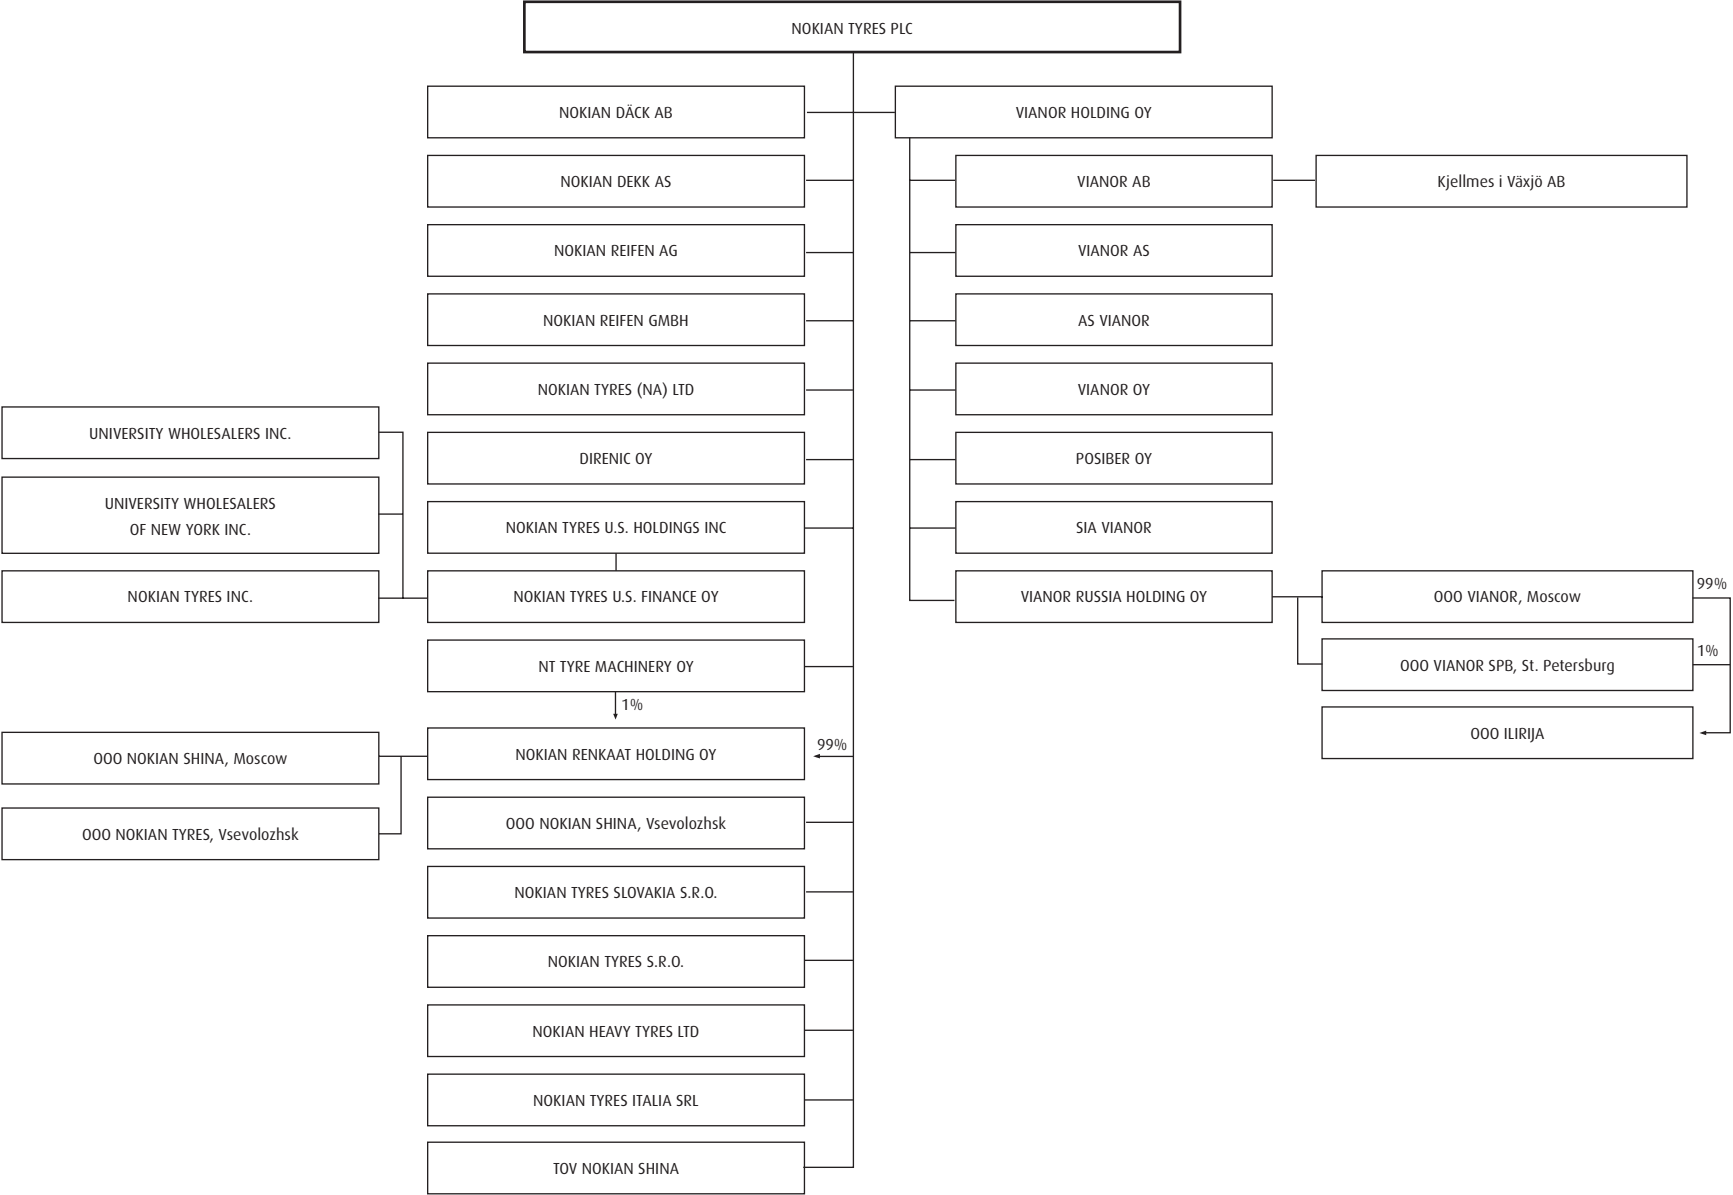 NOKIAN TYRES PLC
NOKIAN DÄCK AB
VIANOR HOLDING OY
NOKIAN DEKK AS
VIANOR AB
Kjellmes i Växjö AB
NOKIAN REIFEN AG
VIANOR AS
NOKIAN REIFEN GMBH
AS VIANOR
NOKIAN TYRES (NA) LTD
VIANOR OY
UNIVERSITY WHOLESALERS INC.
DIRENIC OY
POSIBER OY
UNIVERSITY WHOLESALERS
OF NEW YORK INC.
NOKIAN TYRES U.S. HOLDINGS INC
SIA VIANOR
NOKIAN TYRES INC.
NOKIAN TYRES U.S. FINANCE OY
VIANOR RUSSIA HOLDING OY
OOO VIANOR, Moscow
99%
NT TYRE MACHINERY OY
OOO VIANOR SPB, St. Petersburg
1%
1%
OOO ILIRIJA
OOO NOKIAN SHINA, Moscow
NOKIAN RENKAAT HOLDING OY
99%
OOO NOKIAN TYRES, Vsevolozhsk
OOO NOKIAN SHINA, Vsevolozhsk
NOKIAN TYRES SLOVAKIA S.R.O.
NOKIAN TYRES S.R.O.
NOKIAN HEAVY TYRES LTD
NOKIAN TYRES ITALIA SRL
TOV NOKIAN SHINA